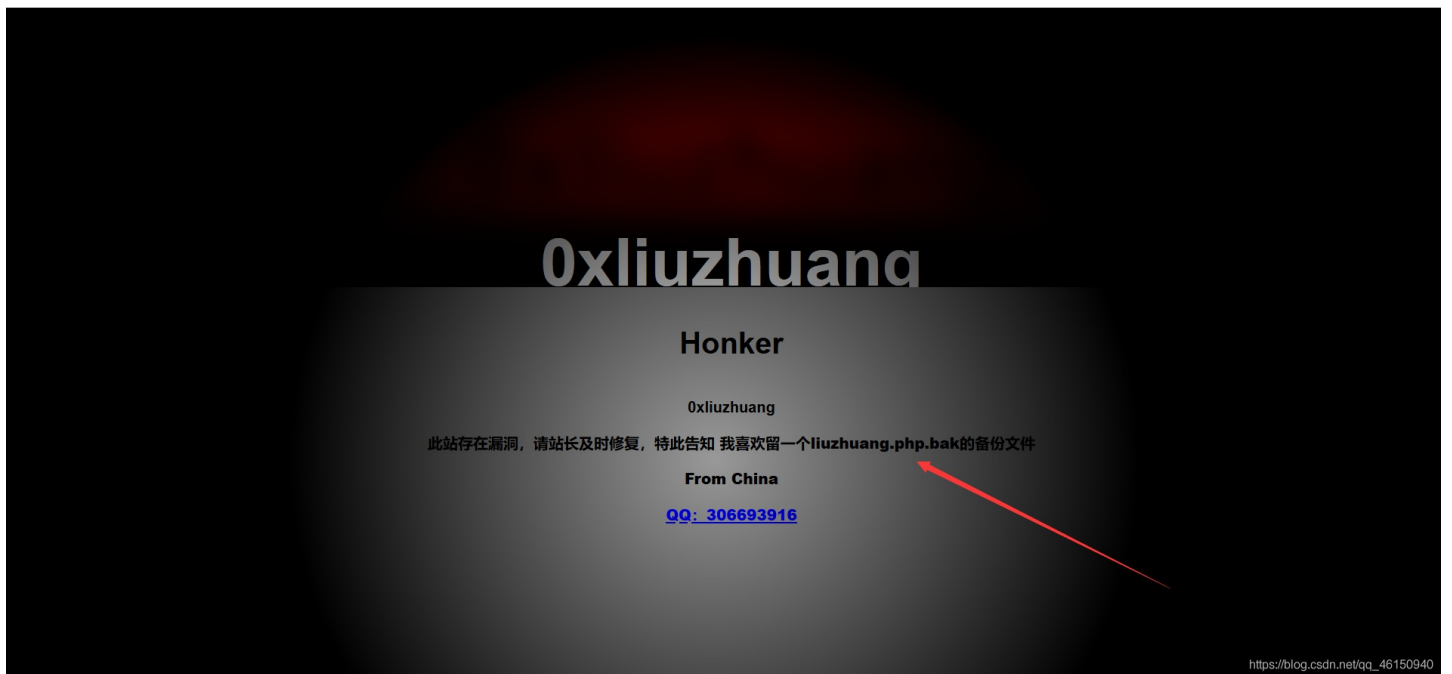 0xliuzhuang
Honker
0xliuzhuang
此站存在漏洞，请站长及时修复，特此告知 我喜欢留一个liuzhuang.php.bak的备份文件
From China
QQ：306693916
https://blog.csdn.net/qq_46150940